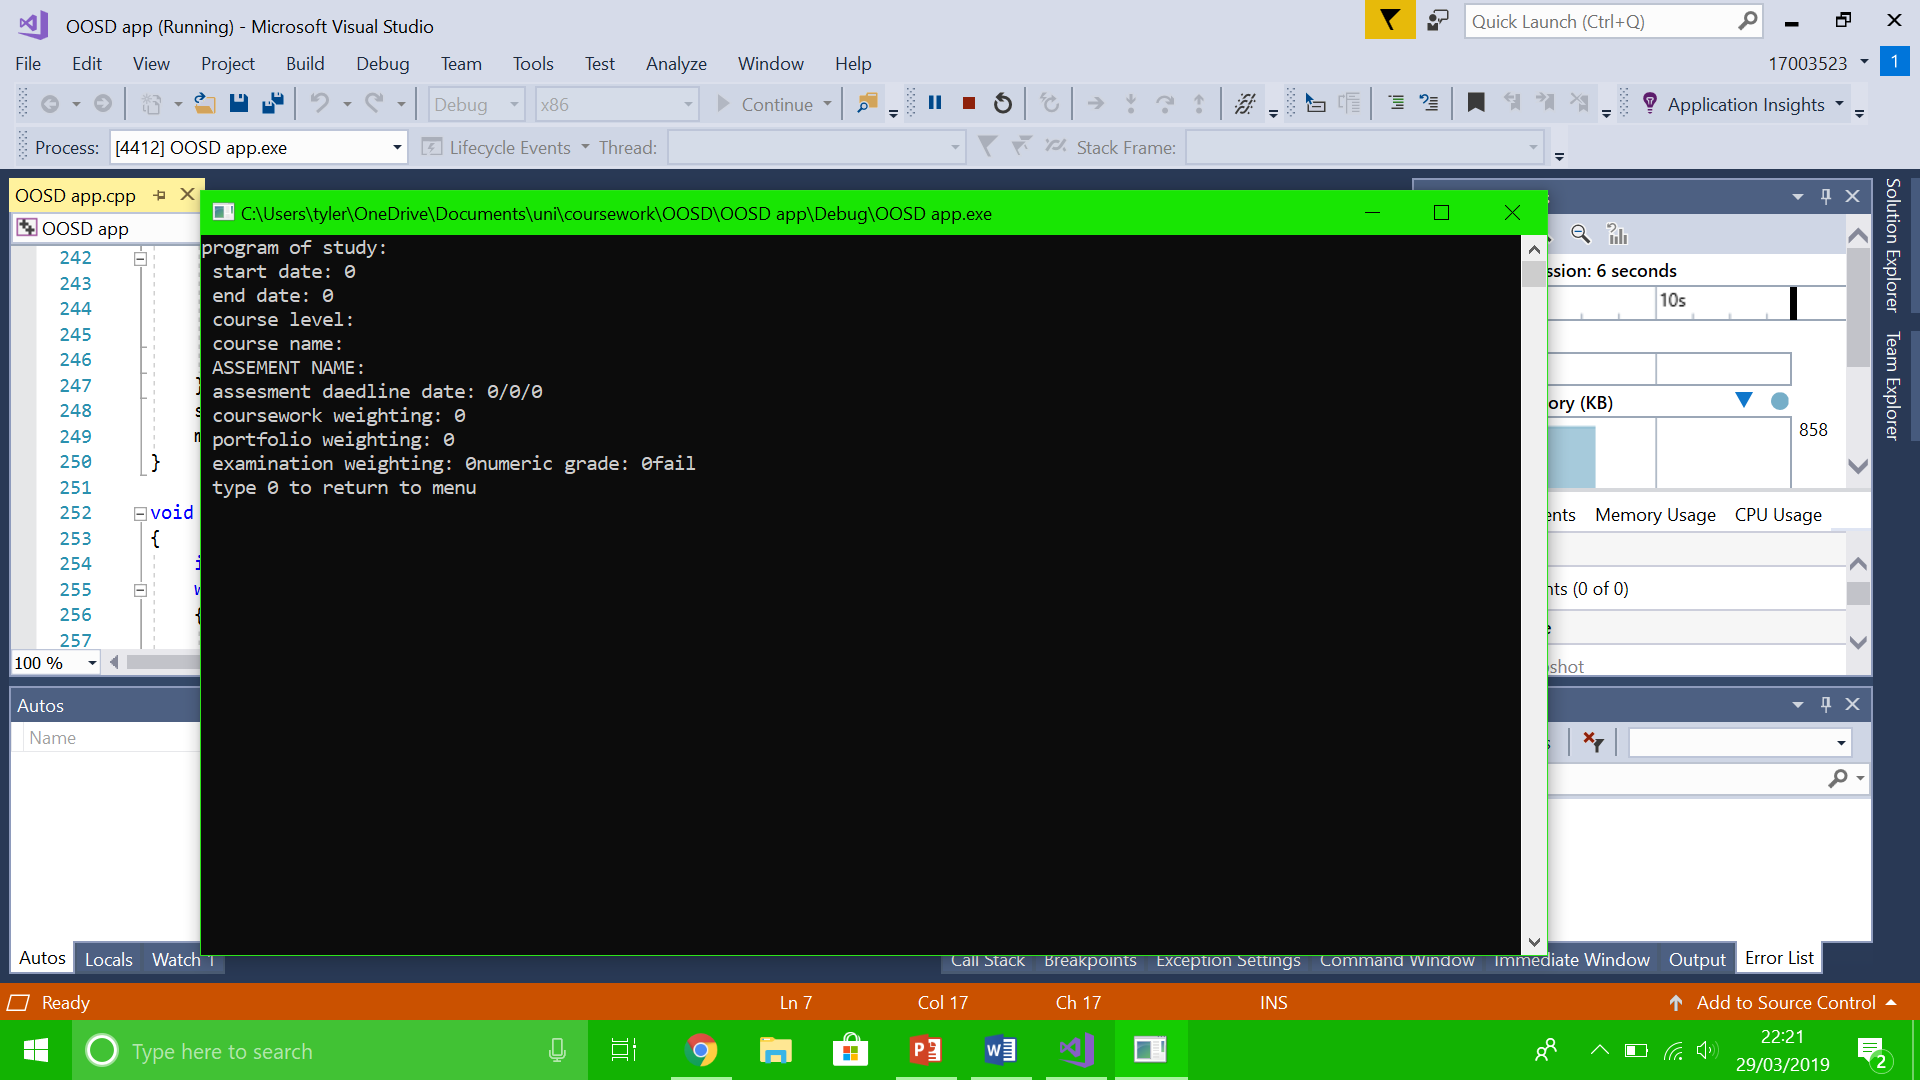 OOSD app (Running) - Microsoft Visual Studio
Quick Launch (Ctrl+Q)
File Edit View Project Build Debug Team Tools Test Analyze Window Help
17003523 1
Debug x86 Continue Application Insights
Process: [4412] OOSD app.exe Lifecycle Events Thread: Stack Frame:
OOSD app.cpp
OOSD app
C:\Users\tyler\OneDrive\Documents\uni\coursework\OOSD\OOSD app\Debug\OOSD app.exe
program of study:
start date: 0
end date: 0
course level:
course name:
ASSEMENT NAME:
assesment daedline date: 0/0/0
coursework weighting: 0
portfolio weighting: 0
examination weighting: 0numeric grade: 0fail
type 0 to return to menu
242
243
244
245
246
247 }
248
249
250 }
251
252 void
253 {
254
255
256 {
257
100 %
ssion: 6 seconds
10s
ory (KB)
858
ents Memory Usage CPU Usage
nts (0 of 0)
e
shot
Solution Explorer
Team Explorer
Autos
Name
Autos Locals Watch 1
Call Stack Breakpoints Exception Settings Command Window Immediate Window Output Error List
Ready Ln 7 Col 17 Ch 17 INS Add to Source Control
Type here to search
22:21
29/03/2019
2